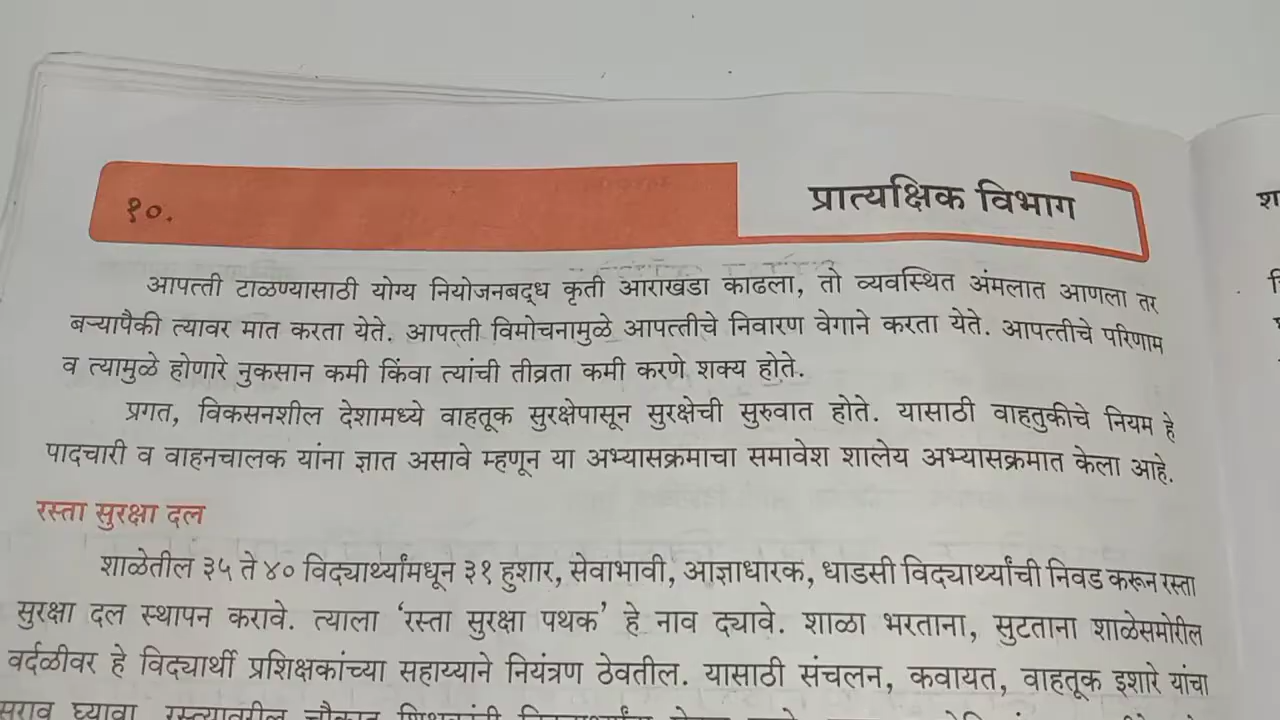 १०.
प्रात्यक्षिक विभाग
आपत्ती टाळण्यासाठी योग्य नियोजनबद्ध कृती आराखडा काढला, तो व्यवस्थित अंमलात आणला तर
बऱ्यापैकी त्यावर मात करता येते. आपत्ती विमोचनामुळे आपत्तीचे निवारण वेगाने करता येते. आपत्तीचे परिणाम
व त्यामुळे होणारे नुकसान कमी किंवा त्यांची तीव्रता कमी करणे शक्य होते.
प्रगत, विकसनशील देशामध्ये वाहतूक सुरक्षेपासून सुरक्षेची सुरुवात होते. यासाठी वाहतुकीचे नियम हे
पादचारी व वाहनचालक यांना ज्ञात असावे म्हणून या अभ्यासक्रमाचा समावेश शालेय अभ्यासक्रमात केला आहे.
रस्ता सुरक्षा दल
शाळेतील ३५ ते ४० विद्यार्थ्यांमधून ३१ हुशार, सेवाभावी, आज्ञाधारक, धाडसी विद्यार्थ्यांची निवड करून रस्ता
सुरक्षा दल स्थापन करावे. त्याला ‘रस्ता सुरक्षा पथक’ हे नाव द्यावे. शाळा भरताना, सुटताना शाळेसमोरील
वर्दळीवर हे विद्यार्थी प्रशिक्षकांच्या सहाय्याने नियंत्रण ठेवतील. यासाठी संचलन, कवायत, वाहतूक इशारे यांचा
सराव घ्यावा